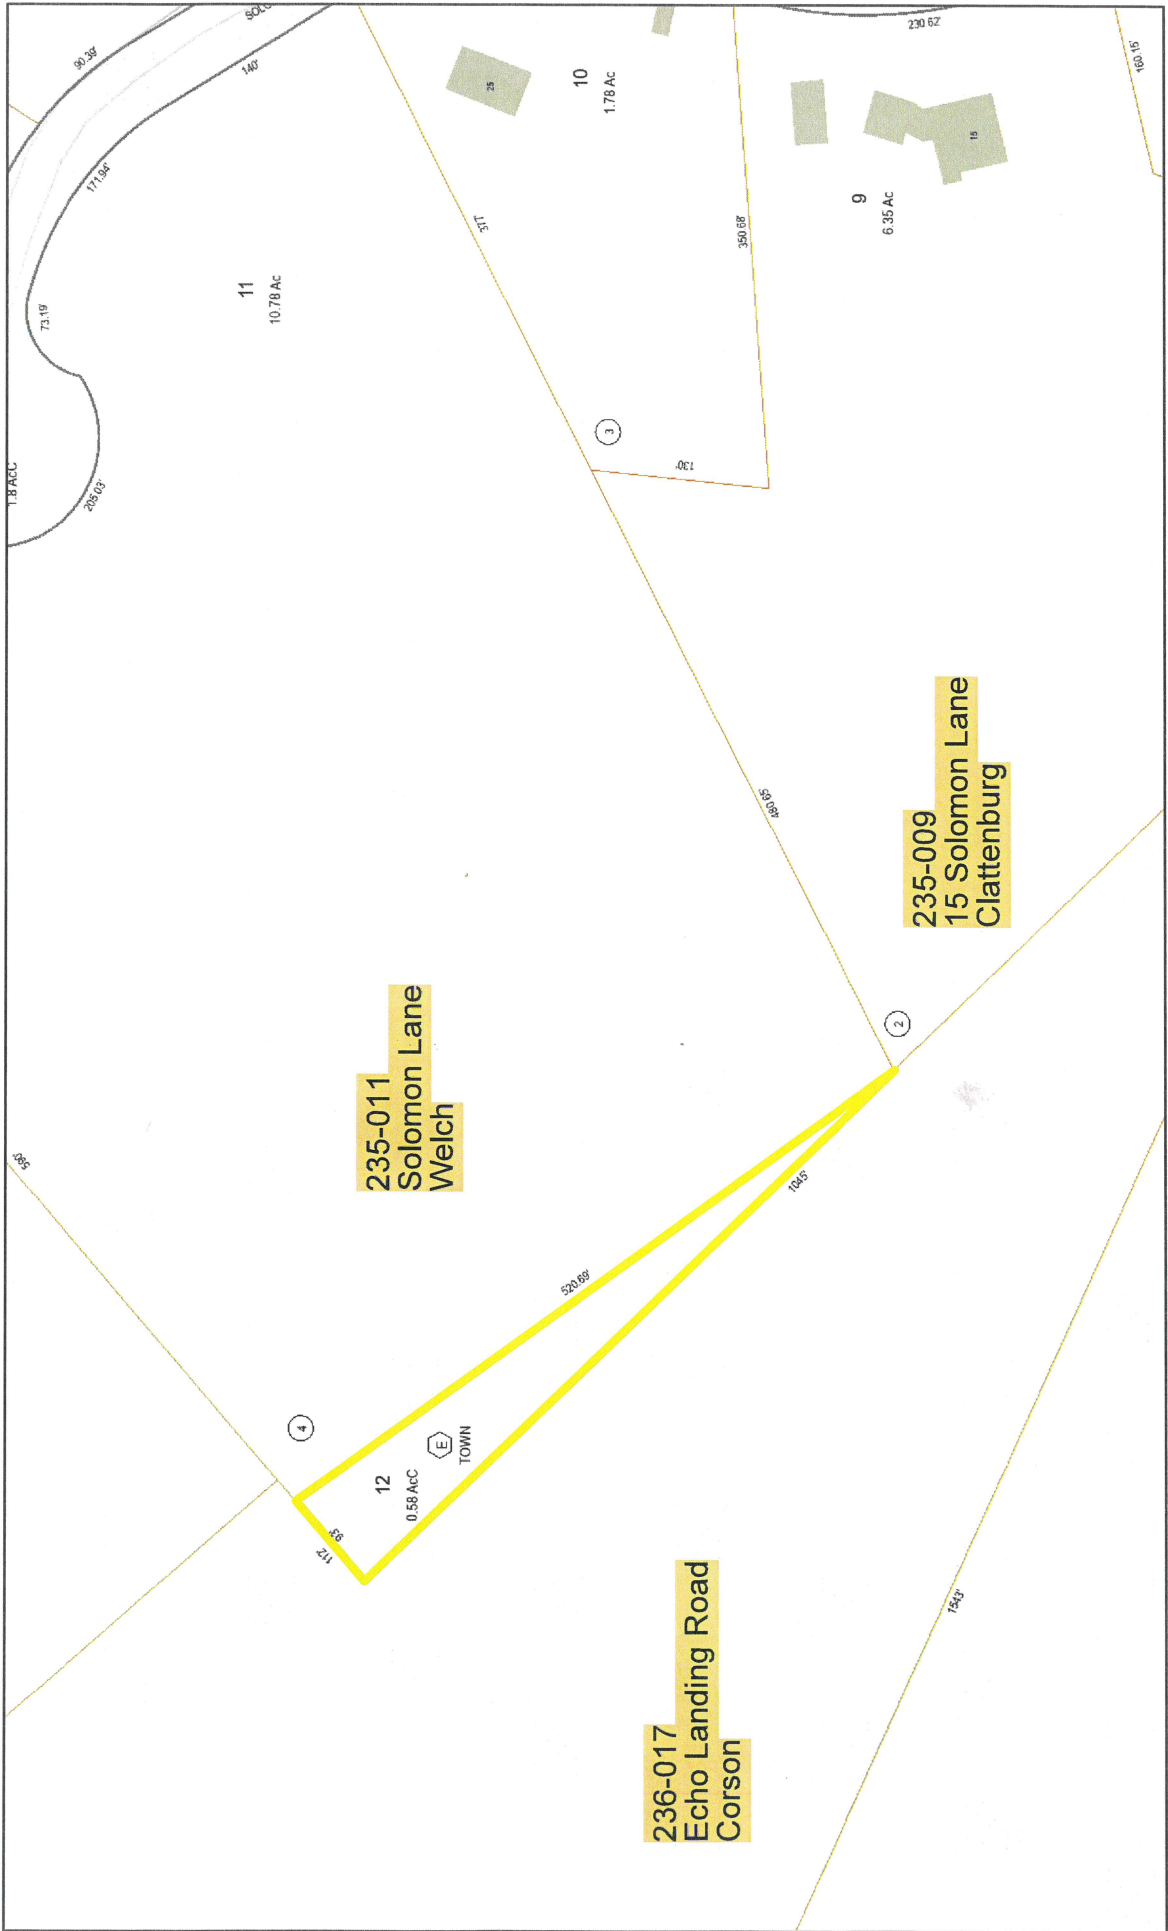 590'
235-011
Solomon Lane
Welch
1.8 AcC
205.03'
73.19'
171.94'
90.39'
140'
11
10.78 Ac
377'
25
10
1.78 Ac
3
130'
350.68'
9
6.35 Ac
15
230.62'
160.15'
4
112'
93'
12
0.58 AcC
E
TOWN
520.69'
1045'
480.65'
2
235-009
15 Solomon Lane
Clattenburg
236-017
Echo Landing Road
Corson
1543'